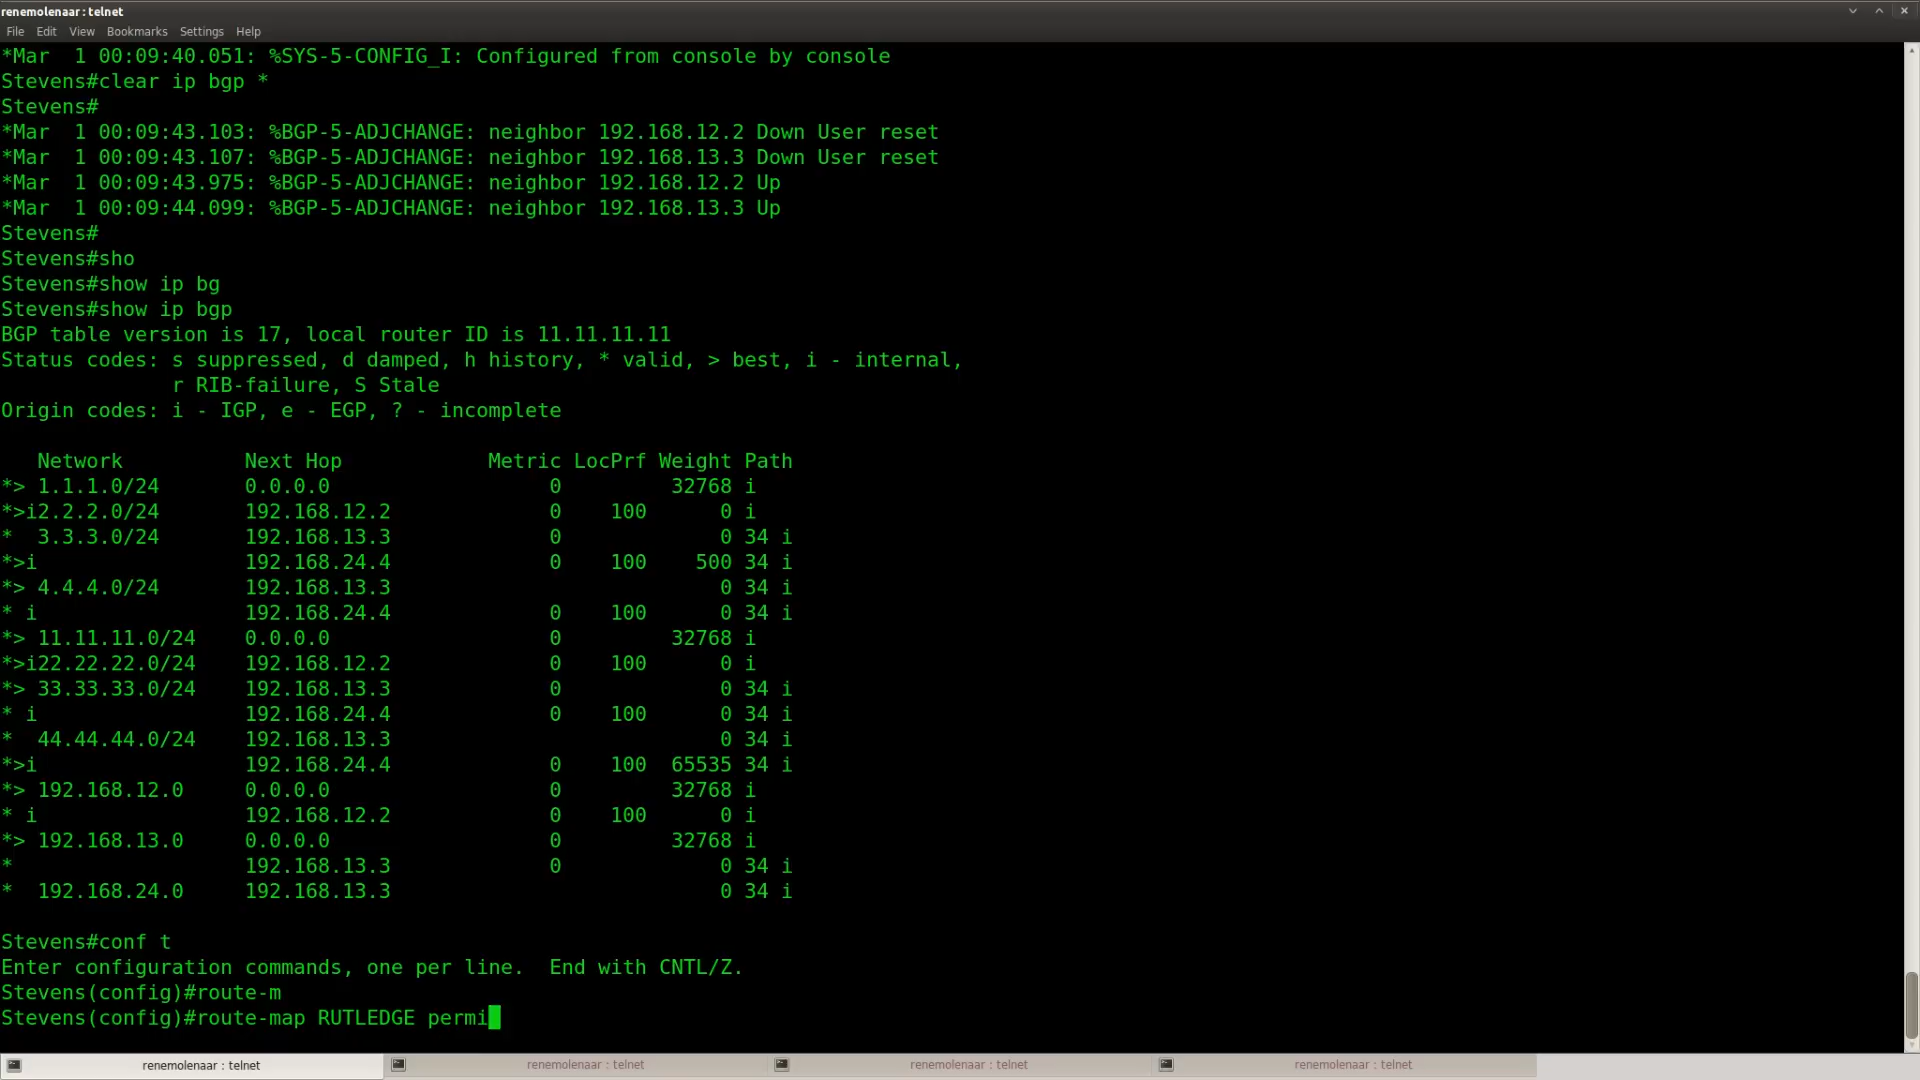 renemolenaar : telnet
File Edit View Bookmarks Settings Help
*Mar  1 00:09:40.051: %SYS-5-CONFIG_I: Configured from console by console
Stevens#clear ip bgp *
Stevens#
*Mar  1 00:09:43.103: %BGP-5-ADJCHANGE: neighbor 192.168.12.2 Down User reset
*Mar  1 00:09:43.107: %BGP-5-ADJCHANGE: neighbor 192.168.13.3 Down User reset
*Mar  1 00:09:43.975: %BGP-5-ADJCHANGE: neighbor 192.168.12.2 Up
*Mar  1 00:09:44.099: %BGP-5-ADJCHANGE: neighbor 192.168.13.3 Up
Stevens#
Stevens#sho
Stevens#show ip bg
Stevens#show ip bgp
BGP table version is 17, local router ID is 11.11.11.11
Status codes: s suppressed, d damped, h history, * valid, > best, i - internal,
              r RIB-failure, S Stale
Origin codes: i - IGP, e - EGP, ? - incomplete
   Network          Next Hop            Metric LocPrf Weight Path
*> 1.1.1.0/24       0.0.0.0                  0         32768 i
*>i2.2.2.0/24       192.168.12.2             0    100      0 i
*  3.3.3.0/24       192.168.13.3             0             0 34 i
*>i                 192.168.24.4             0    100    500 34 i
*> 4.4.4.0/24       192.168.13.3                           0 34 i
* i                 192.168.24.4             0    100      0 34 i
*> 11.11.11.0/24    0.0.0.0                  0         32768 i
*>i22.22.22.0/24    192.168.12.2             0    100      0 i
*> 33.33.33.0/24    192.168.13.3             0             0 34 i
* i                 192.168.24.4             0    100      0 34 i
*  44.44.44.0/24    192.168.13.3                           0 34 i
*>i                 192.168.24.4             0    100  65535 34 i
*> 192.168.12.0     0.0.0.0                  0         32768 i
* i                 192.168.12.2             0    100      0 i
*> 192.168.13.0     0.0.0.0                  0         32768 i
*                   192.168.13.3             0             0 34 i
*  192.168.24.0     192.168.13.3                           0 34 i
Stevens#conf t
Enter configuration commands, one per line.  End with CNTL/Z.
Stevens(config)#route-m
Stevens(config)#route-map RUTLEDGE permi
renemolenaar : telnet renemolenaar : telnet renemolenaar : telnet renemolenaar : telnet